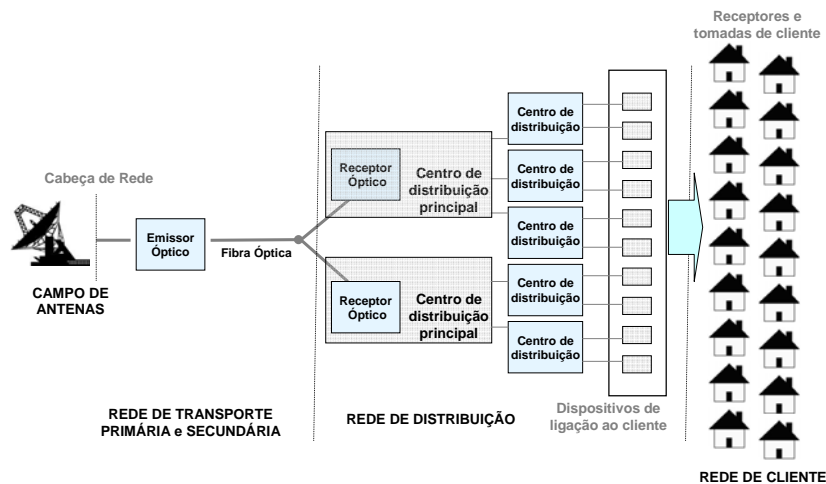 Receptores e
tomadas de cliente
Cabeça de Rede
CAMPO DE
ANTENAS
Emissor
Óptico
Fibra Óptica
Receptor
Óptico
Centro de
distribuição
principal
Receptor
Óptico
Centro de
distribuição
principal
Centro de
distribuição
Centro de
distribuição
Centro de
distribuição
Centro de
distribuição
Centro de
distribuição
Dispositivos de
ligação ao cliente
REDE DE TRANSPORTE
PRIMÁRIA e SECUNDÁRIA
REDE DE DISTRIBUIÇÃO
REDE DE CLIENTE